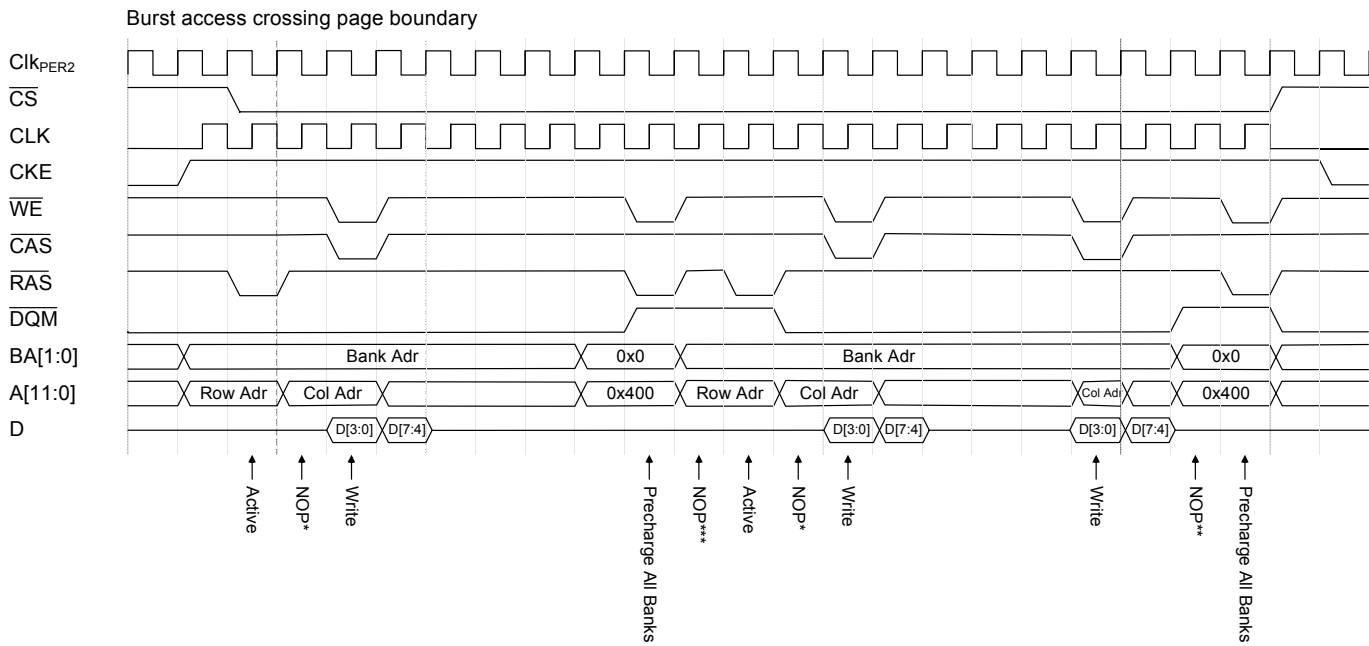 Burst access crossing page boundary
ClkPER2
CS
CLK
CKE
WE
CAS
RAS
DQM
BA[1:0] Bank Adr 0x0 Bank Adr 0x0
A[11:0] Row Adr Col Adr 0x400 Row Adr Col Adr Col Adr 0x400
D D[3:0] D[7:4] D[3:0] D[7:4] D[3:0] D[7:4]
Active
NOP*
Write
Precharge All Banks
NOP***
Active
NOP*
Write
Write
NOP**
Precharge All Banks